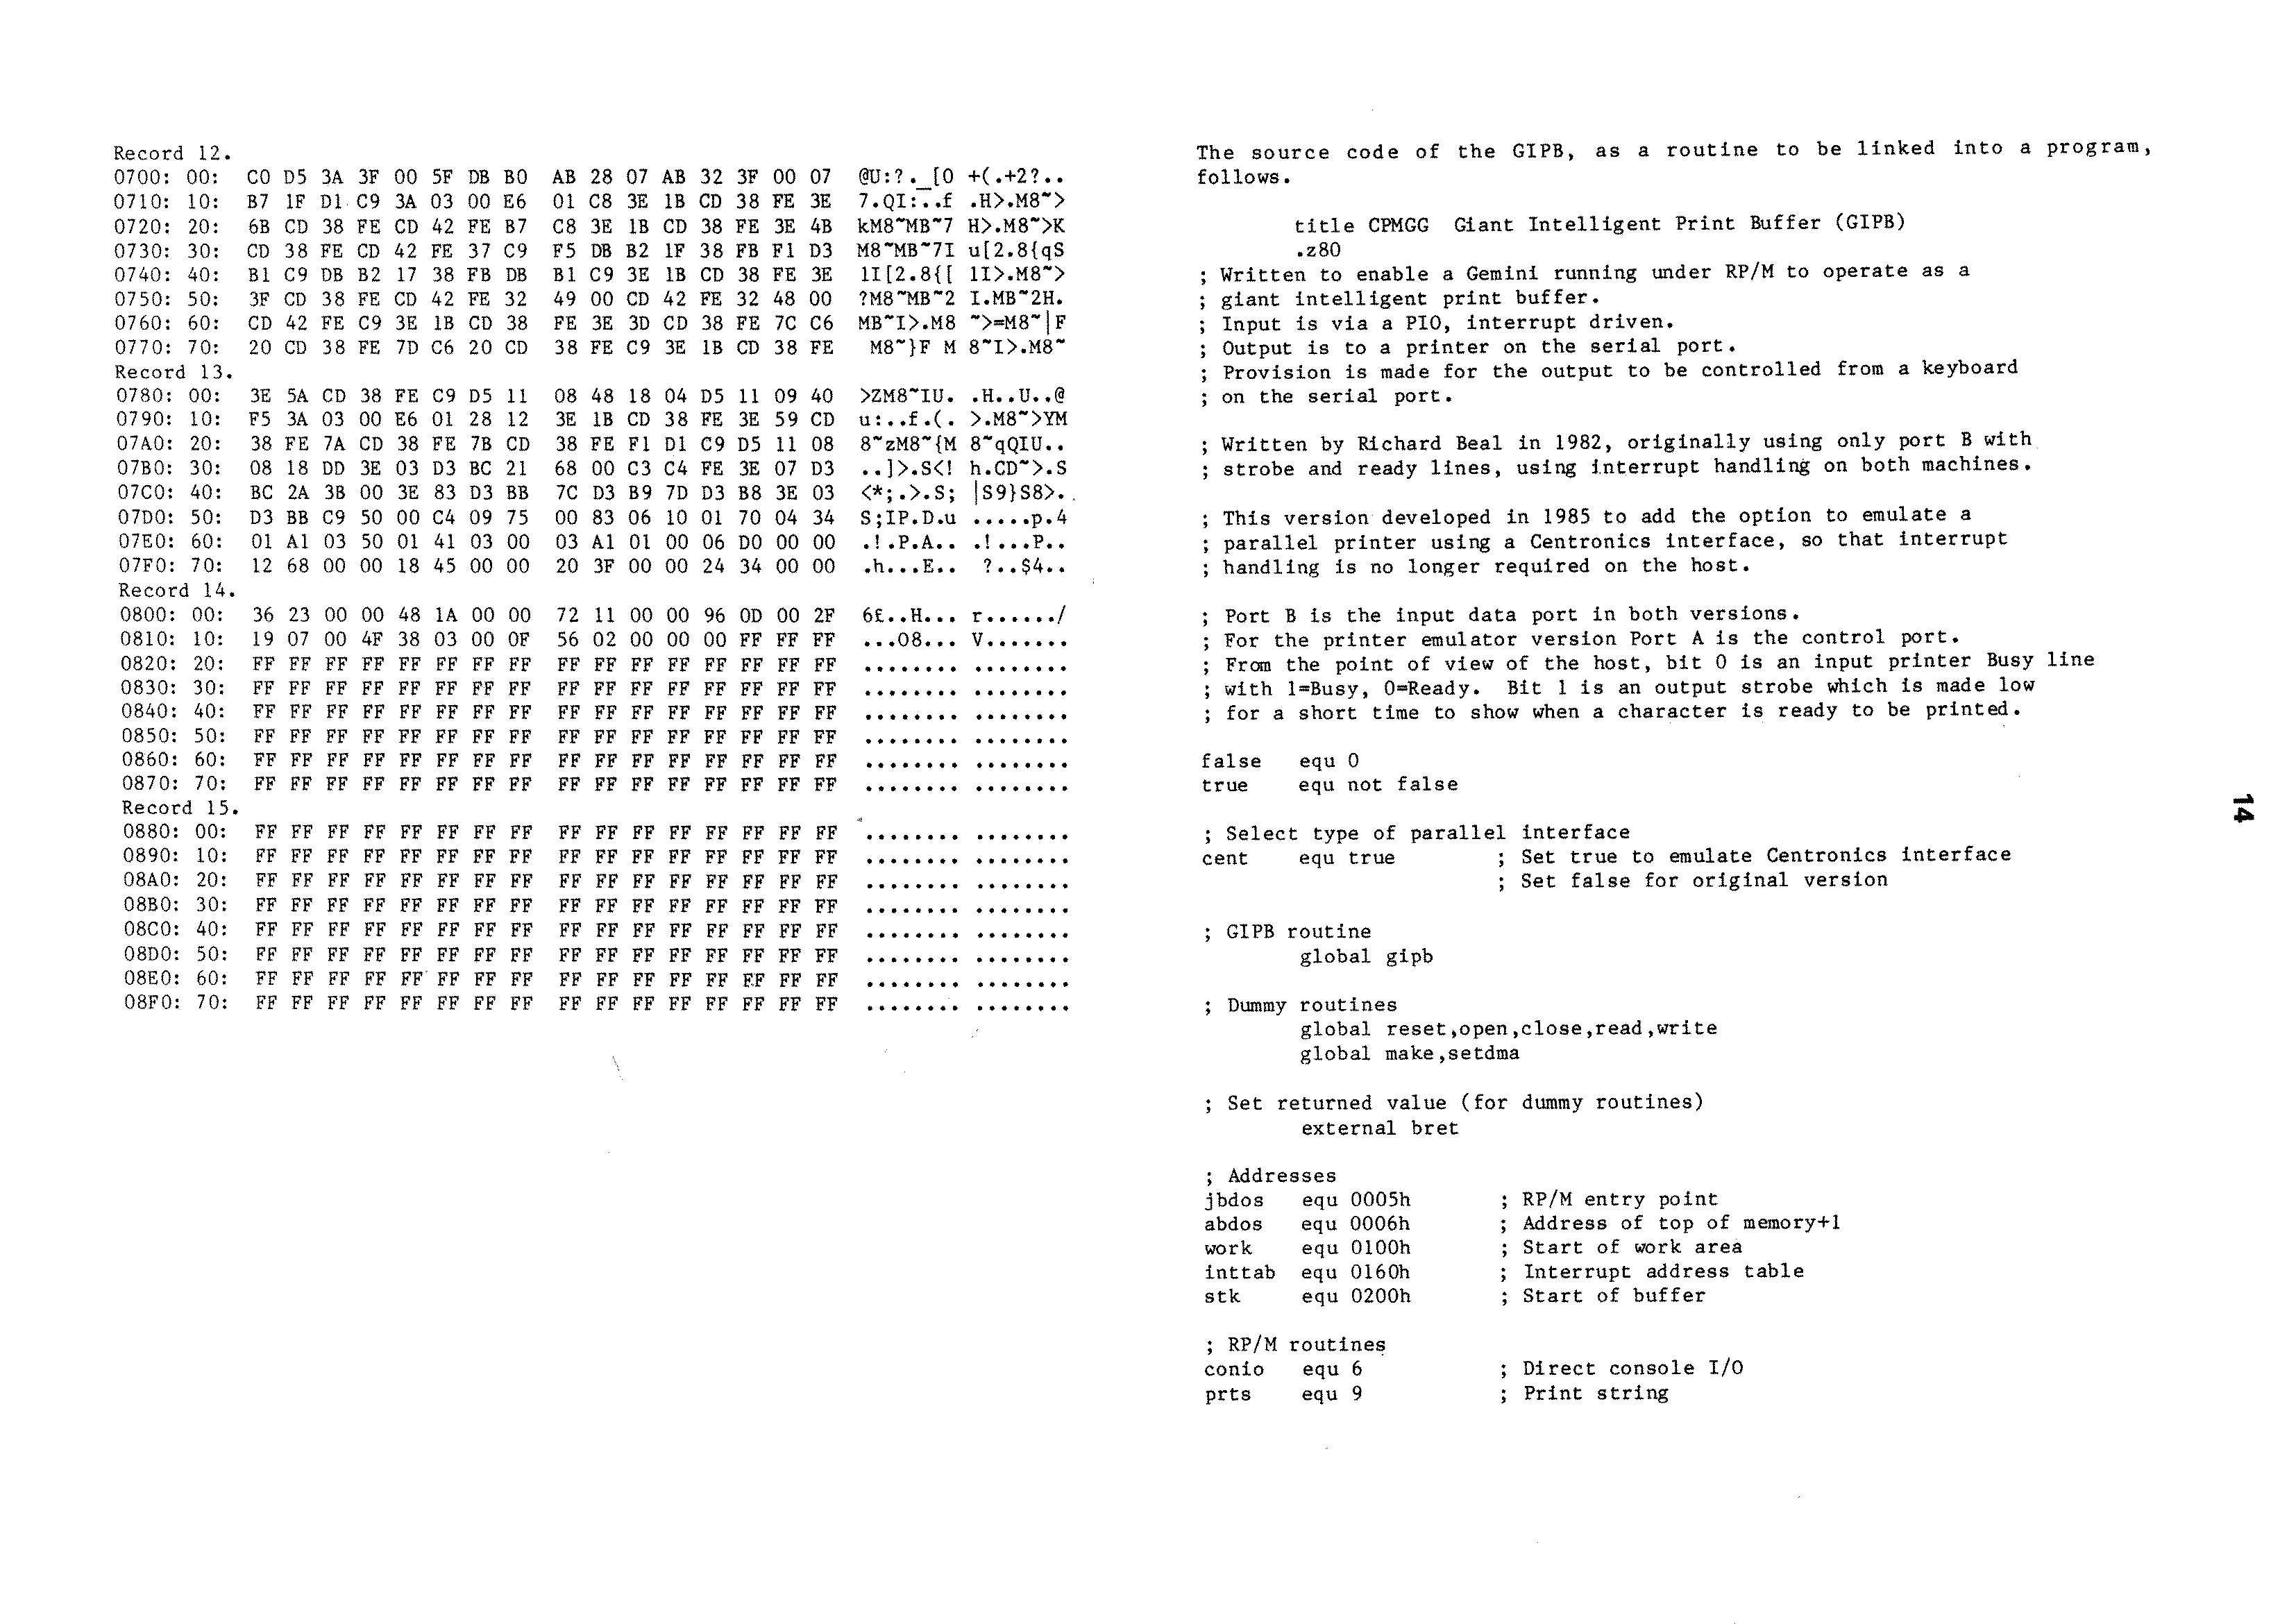 Record 12.
0700: 00: C0 D5 3A 3F 00 5F DB B0 AB 28 07 AB 32 3F 00 07 @U:?._[0 +(.+2?..
0710: 10: B7 1F D1 C9 3A 03 00 E6 01 C8 3E 1B CD 38 FE 3E 7.QI:..f .H>.M8~>
0720: 20: 6B CD 38 FE CD 42 FE B7 C8 3E 1B CD 38 FE 3E 4B kM8~MB~7 H>.M8~>K
0730: 30: CD 38 FE CD 42 FE 37 C9 F5 DB B2 1F 38 FB F1 D3 M8~MB~7I u[2.8{qS
0740: 40: B1 C9 DB B2 17 38 FB DB B1 C9 3E 1B CD 38 FE 3E 1I[2.8{[ 1I>.M8~>
0750: 50: 3F CD 38 FE CD 42 FE 32 49 00 CD 42 FE 32 48 00 ?M8~MB~2 I.MB~2H.
0760: 60: CD 42 FE C9 3E 1B CD 38 FE 3E 3D CD 38 FE 7C C6 MB~I>.M8 ~>=M8~|F
0770: 70: 20 CD 38 FE 7D C6 20 CD 38 FE C9 3E 1B CD 38 FE M8~}F M 8~I>.M8~
Record 13.
0780: 00: 3E 5A CD 38 FE C9 D5 11 08 48 18 04 D5 11 09 40 >ZM8~IU. .H..U..@
0790: 10: F5 3A 03 00 E6 01 28 12 3E 1B CD 38 FE 3E 59 CD u:..f.(. >.M8~>YM
07A0: 20: 38 FE 7A CD 38 FE 7B CD 38 FE F1 D1 C9 D5 11 08 8~zM8~{M 8~qQIU..
07B0: 30: 08 18 DD 3E 03 D3 BC 21 68 00 C3 C4 FE 3E 07 D3 ..]>.S<! h.CD~>.S
07C0: 40: BC 2A 3B 00 3E 83 D3 BB 7C D3 B9 7D D3 B8 3E 03 <*;.>.S; |S9}S8>.
07D0: 50: D3 BB C9 50 00 C4 09 75 00 83 06 10 01 70 04 34 S;IP.D.u .....p.4
07E0: 60: 01 A1 03 50 01 41 03 00 03 A1 01 00 06 D0 00 00 .!.P.A.. .!...P..
07F0: 70: 12 68 00 00 18 45 00 00 20 3F 00 00 24 34 00 00 .h...E.. ?..$4..
Record 14.
0800: 00: 36 23 00 00 48 1A 00 00 72 11 00 00 96 0D 00 2F 6£..H... r....../
0810: 10: 19 07 00 4F 38 03 00 0F 56 02 00 00 00 FF FF FF ...O8... V.......
0820: 20: FF FF FF FF FF FF FF FF FF FF FF FF FF FF FF FF ........ ........
0830: 30: FF FF FF FF FF FF FF FF FF FF FF FF FF FF FF FF ........ ........
0840: 40: FF FF FF FF FF FF FF FF FF FF FF FF FF FF FF FF ........ ........
0850: 50: FF FF FF FF FF FF FF FF FF FF FF FF FF FF FF FF ........ ........
0860: 60: FF FF FF FF FF FF FF FF FF FF FF FF FF FF FF FF ........ ........
0870: 70: FF FF FF FF FF FF FF FF FF FF FF FF FF FF FF FF ........ ........
Record 15.
0880: 00: FF FF FF FF FF FF FF FF FF FF FF FF FF FF FF FF ........ ........
0890: 10: FF FF FF FF FF FF FF FF FF FF FF FF FF FF FF FF ........ ........
08A0: 20: FF FF FF FF FF FF FF FF FF FF FF FF FF FF FF FF ........ ........
08B0: 30: FF FF FF FF FF FF FF FF FF FF FF FF FF FF FF FF ........ ........
08C0: 40: FF FF FF FF FF FF FF FF FF FF FF FF FF FF FF FF ........ ........
08D0: 50: FF FF FF FF FF FF FF FF FF FF FF FF FF FF FF FF ........ ........
08E0: 60: FF FF FF FF FF FF FF FF FF FF FF FF FF FF FF FF ........ ........
08F0: 70: FF FF FF FF FF FF FF FF FF FF FF FF FF FF FF FF ........ ........
The source code of the GIPB, as a routine to be linked into a program,
follows.
title CPMGG Giant Intelligent Print Buffer (GIPB)
.z80
; Written to enable a Gemini running under RP/M to operate as a
; giant intelligent print buffer.
; Input is via a PIO, interrupt driven.
; Output is to a printer on the serial port.
; Provision is made for the output to be controlled from a keyboard
; on the serial port.
; Written by Richard Beal in 1982, originally using only port B with
; strobe and ready lines, using interrupt handling on both machines.
; This version developed in 1985 to add the option to emulate a
; parallel printer using a Centronics interface, so that interrupt
; handling is no longer required on the host.
; Port B is the input data port in both versions.
; For the printer emulator version Port A is the control port.
; From the point of view of the host, bit 0 is an input printer Busy line
; with 1=Busy, 0=Ready. Bit 1 is an output strobe which is made low
; for a short time to show when a character is ready to be printed.
false equ 0
true equ not false
; Select type of parallel interface
cent equ true ; Set true to emulate Centronics interface
; Set false for original version
; GIPB routine
global gipb
; Dummy routines
global reset,open,close,read,write
global make,setdma
; Set returned value (for dummy routines)
external bret
; Addresses
jbdos equ 0005h ; RP/M entry point
abdos equ 0006h ; Address of top of memory+1
work equ 0100h ; Start of work area
inttab equ 0160h ; Interrupt address table
stk equ 0200h ; Start of buffer
; RP/M routines
conio equ 6 ; Direct console I/O
prts equ 9 ; Print string
14